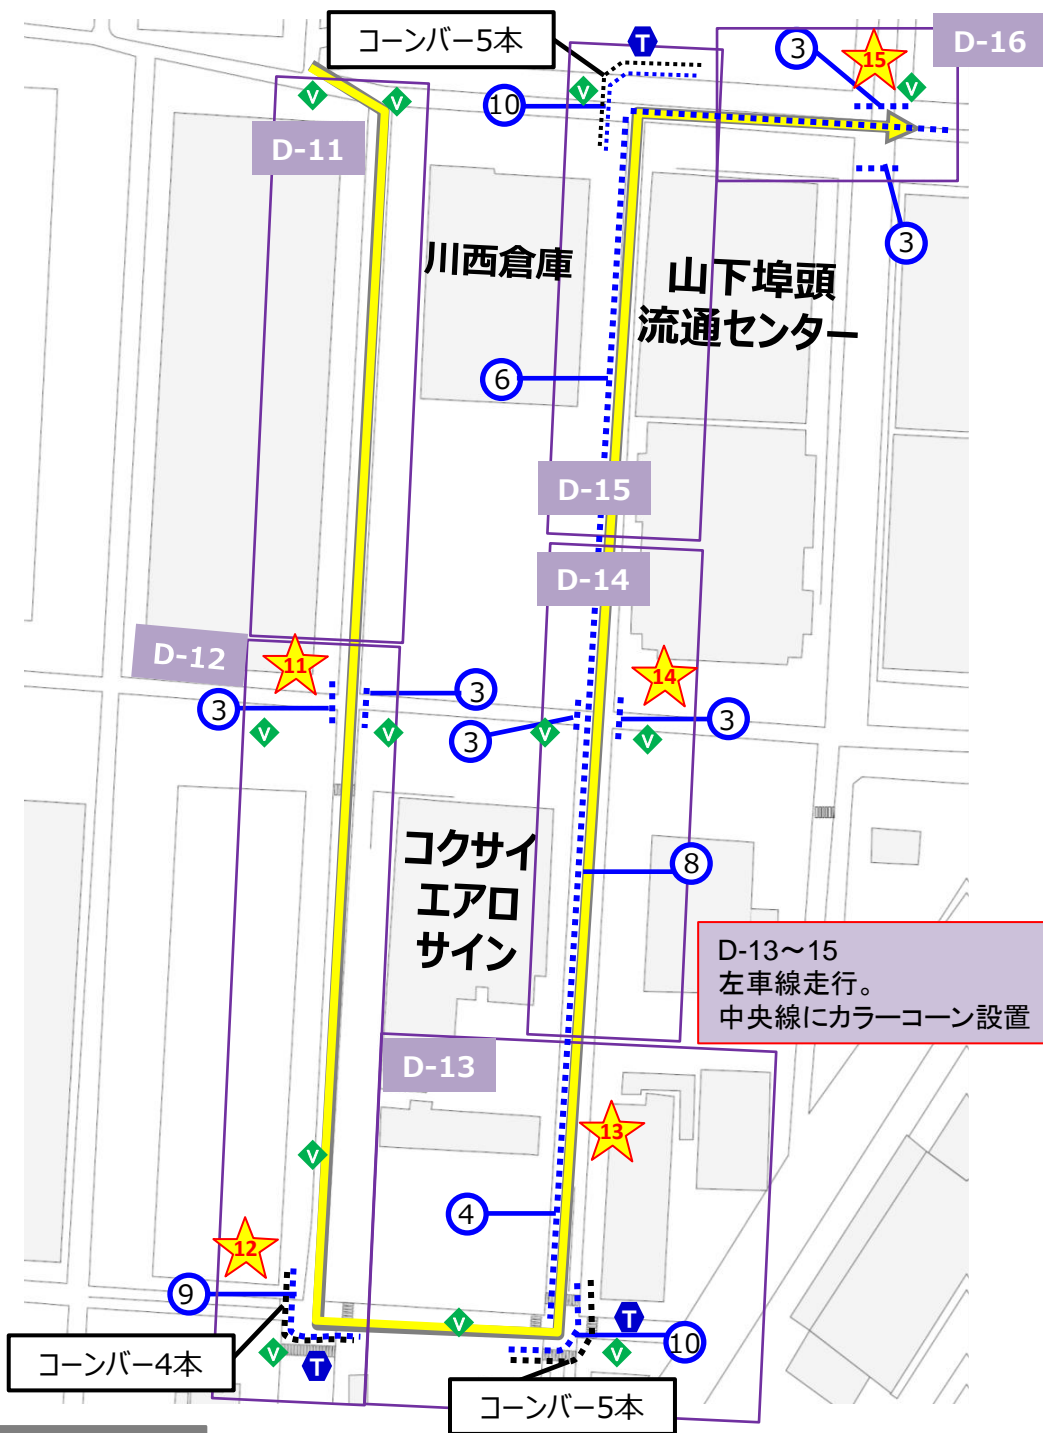 コーンバー5本
T
3
15
D-16
V
V
V
V
10
D-11
3
川西倉庫
山下埠頭
流通センター
6
D-15
D-14
D-12
11
14
3
3
3
3
V
V
V
V
コクサイ
エアロ
サイン
8
D-13～15
左車線走行。
中央線にカラーコーン設置
D-13
13
V
4
12
9
V
T
10
コーンバー4本
V
T
V
コーンバー5本